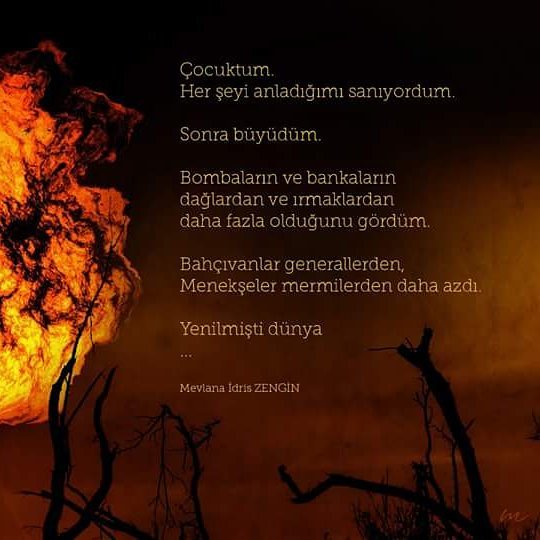 Çocuktum.
Her şeyi anladığımı sanıyordum.
Sonra büyüdüm.
Bombaların ve bankaların
dağlardan ve ırmaklardan
daha fazla olduğunu gördüm.
Bahçıvanlar generallerden,
Menekşeler mermilerden daha azdı.
Yenilmişti dünya
...
Mevlana İdris ZENGİN